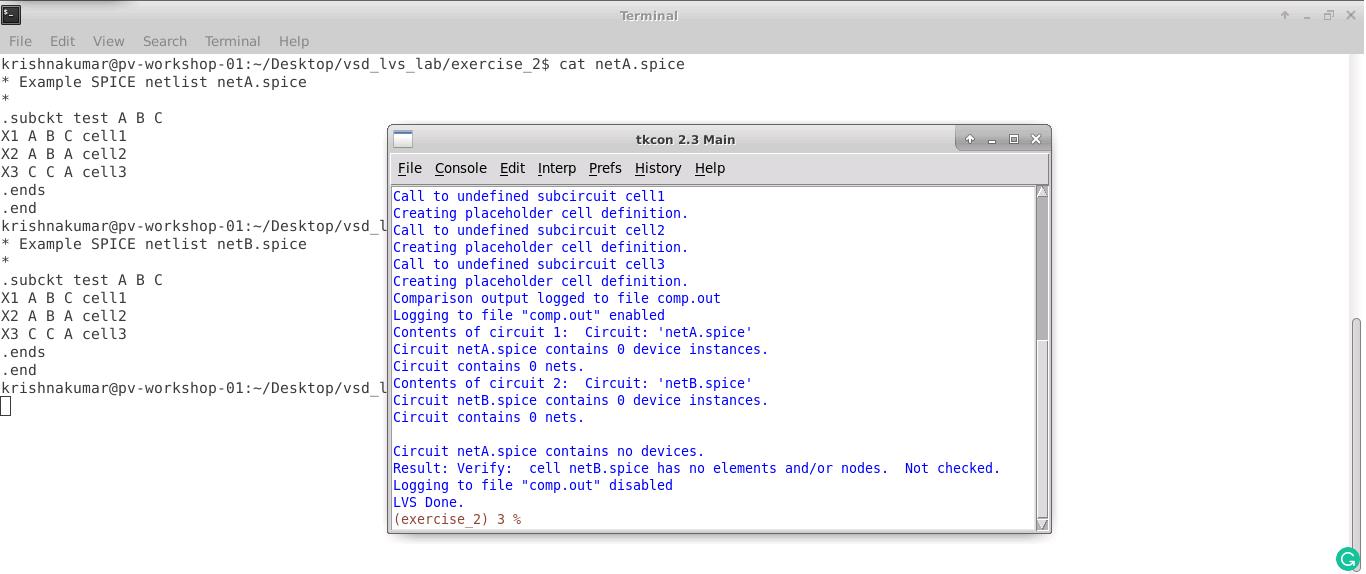 Terminal
File Edit View Search Terminal Help
krishnakumar@pv-workshop-01:~/Desktop/vsd_lvs_lab/exercise_2$ cat netA.spice
* Example SPICE netlist netA.spice
*
.subckt test A B C
X1 A B C cell1
X2 A B A cell2
X3 C C A cell3
.ends
.end
krishnakumar@pv-workshop-01:~/Desktop/vsd_l
* Example SPICE netlist netB.spice
*
.subckt test A B C
X1 A B C cell1
X2 A B A cell2
X3 C C A cell3
.ends
.end
krishnakumar@pv-workshop-01:~/Desktop/vsd_l
tkcon 2.3 Main
File Console Edit Interp Prefs History Help
Call to undefined subcircuit cell1
Creating placeholder cell definition.
Call to undefined subcircuit cell2
Creating placeholder cell definition.
Call to undefined subcircuit cell3
Creating placeholder cell definition.
Comparison output logged to file comp.out
Logging to file "comp.out" enabled
Contents of circuit 1:  Circuit: 'netA.spice'
Circuit netA.spice contains 0 device instances.
Circuit contains 0 nets.
Contents of circuit 2:  Circuit: 'netB.spice'
Circuit netB.spice contains 0 device instances.
Circuit contains 0 nets.
Circuit netA.spice contains no devices.
Result: Verify:  cell netB.spice has no elements and/or nodes.  Not checked.
Logging to file "comp.out" disabled
LVS Done.
(exercise_2) 3 %